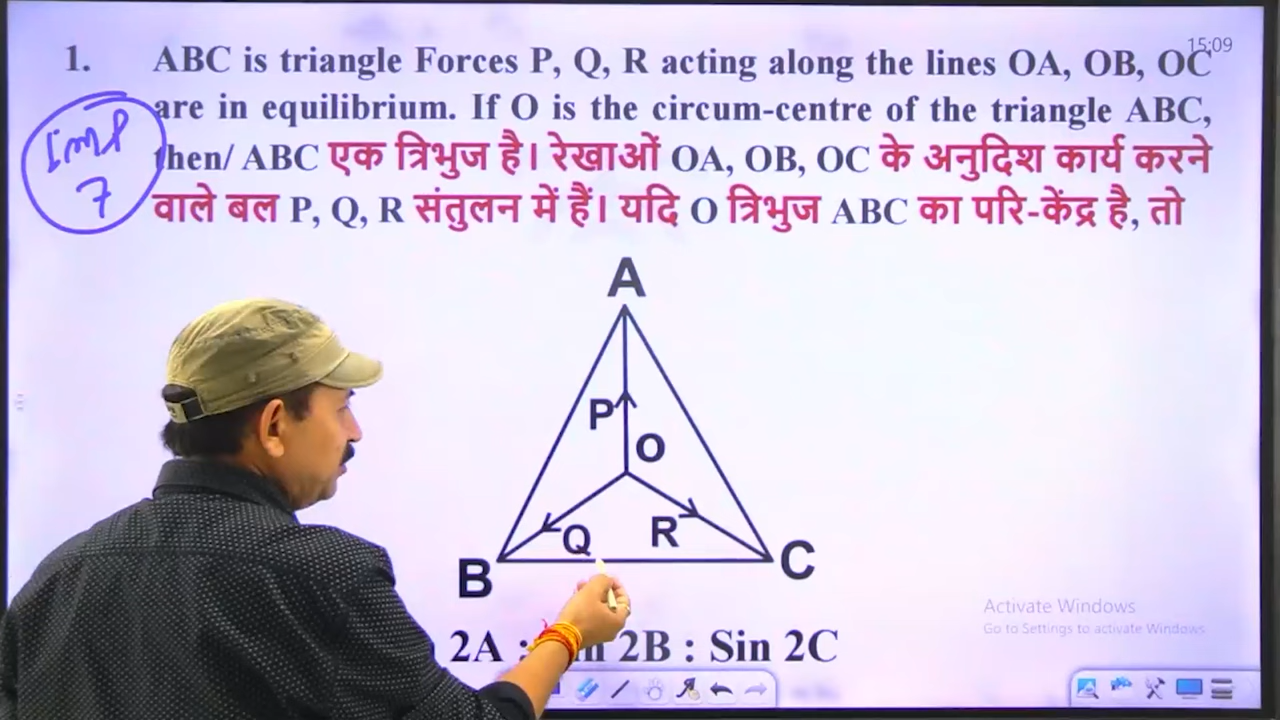 15:09
1. ABC is triangle Forces P, Q, R acting along the lines OA, OB, OC
are in equilibrium. If O is the circum-centre of the triangle ABC,
then/ ABC एक त्रिभुज है। रेखाओं OA, OB, OC के अनुदिश कार्य करने
वाले बल P, Q, R संतुलन में हैं। यदि O त्रिभुज ABC का परि-केंद्र है, तो
IMP
7
A
P
O
Q
R
B
C
2A : 2B : Sin 2C
Activate Windows
Go to Settings to activate Windows.